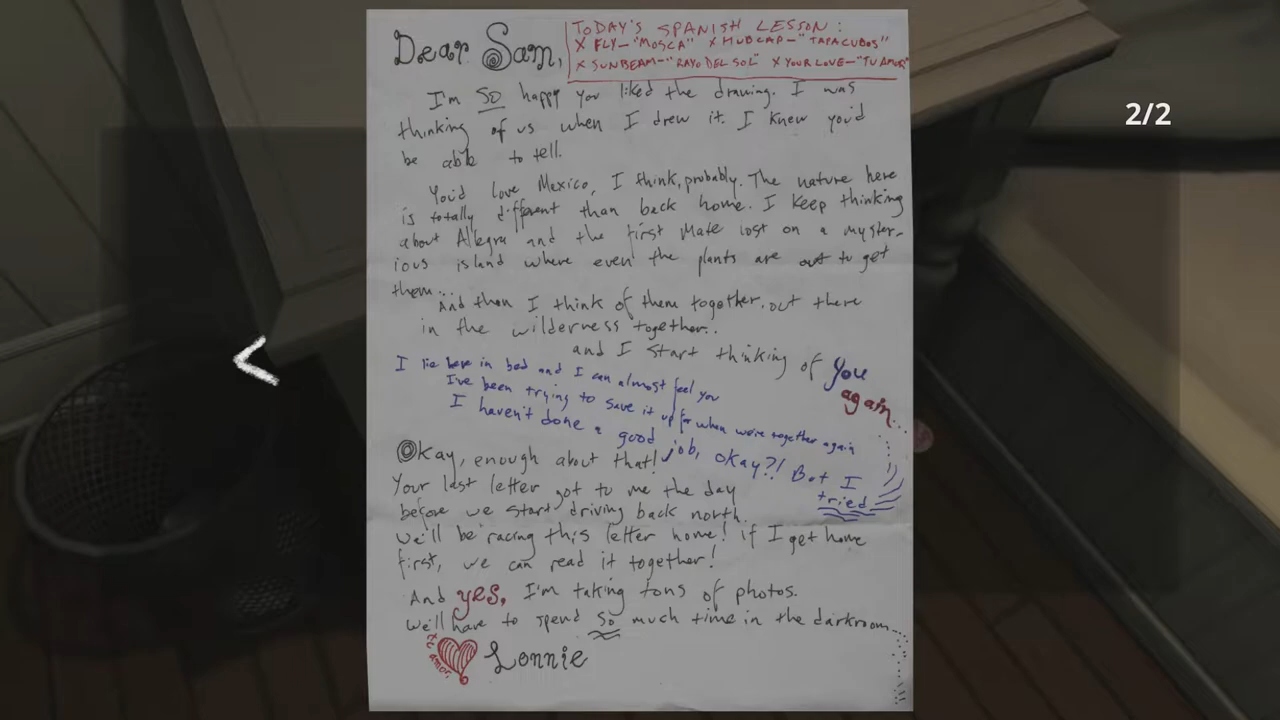 Dear Sam,
TODAY'S SPANISH LESSON:
X FLY-"MOSCA" X HUBCAP-"TAPACUBOS"
X SUNBEAM-"RAYO DEL SOL" X YOUR LOVE-"TU AMOR"
2/2
I'm SO happy you liked the drawing. I was
thinking of us when I drew it. I knew you'd
be able to tell.
You'd love Mexico, I think, probably. The nature here
is totally different than back home. I keep thinking
about Allegra and the first Mate lost on a myster-
ious island where even the plants are out to get
them...
And then I think of them together. out there
in the wilderness together..
and I start thinking of you
again...
I lie here in bed and I can almost feel you
I've been trying to save it up for when we're together again
I haven't done a good job, okay?! But I
tried
Okay, enough about that!
Your last letter got to me the day
before we start driving back north.
we'll be racing this letter home! if I get home
first, we can read it together!
And yes, I'm taking tons of photos.
We'll have to spend So much time in the darkroom...
Lonnie